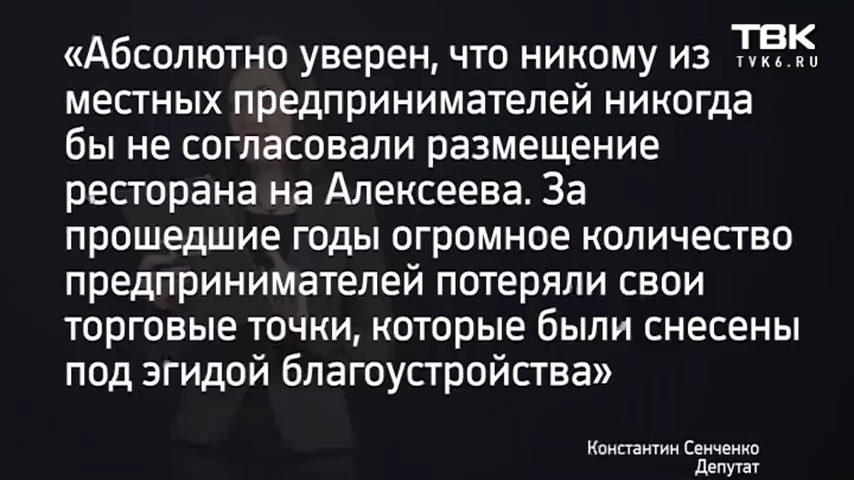 ТВК
TVK6.RU
«Абсолютно уверен, что никому из
местных предпринимателей никогда
бы не согласовали размещение
ресторана на Алексеева. За
прошедшие годы огромное количество
предпринимателей потеряли свои
торговые точки, которые были снесены
под эгидой благоустройства»
Константин Сенченко
Депутат